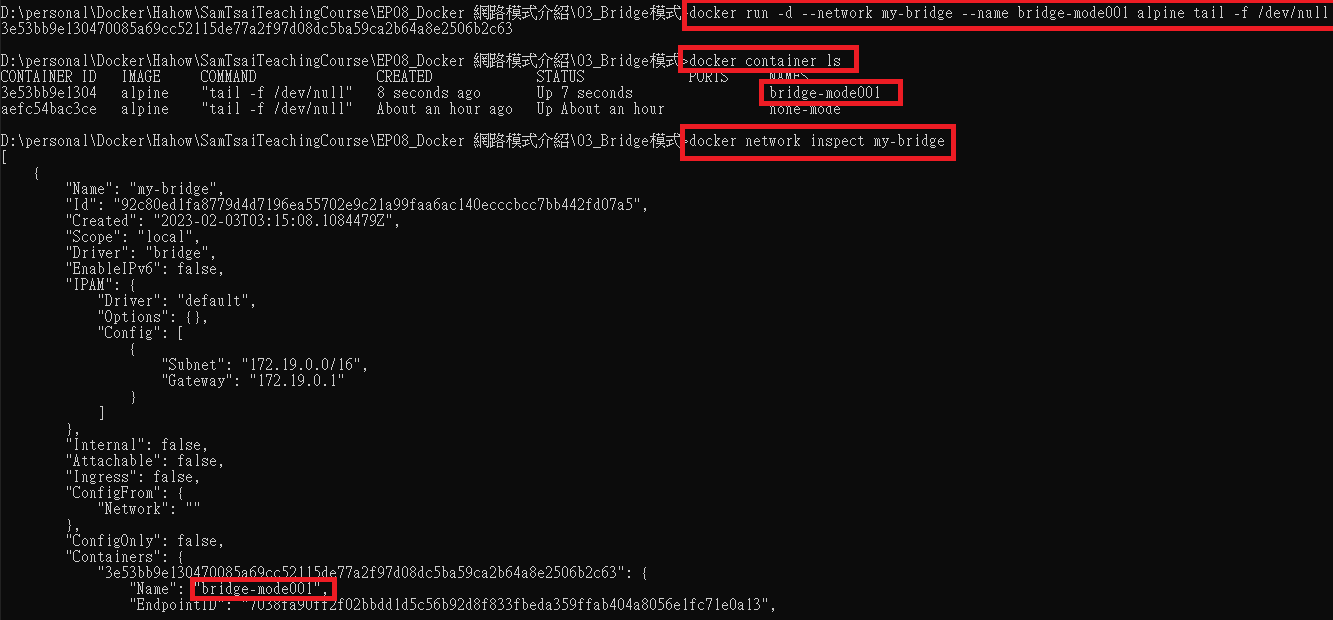 D:\personal\Docker\Hahow\SamTsaiTeachingCourse\EP08_Docker 網路模式介紹\03_Bridge模式>docker run -d --network my-bridge --name bridge-mode001 alpine tail -f /dev/null
3e53bb9e130470085a69cc52115de77a2f97d08dc5ba59ca2b64a8e2506b2c63
D:\personal\Docker\Hahow\SamTsaiTeachingCourse\EP08_Docker 網路模式介紹\03_Bridge模式>docker container ls
CONTAINER ID IMAGE COMMAND CREATED STATUS PORTS NAMES
3e53bb9e1304 alpine "tail -f /dev/null" 8 seconds ago Up 7 seconds bridge-mode001
aefc54bac3ce alpine "tail -f /dev/null" About an hour ago Up About an hour none-mode
D:\personal\Docker\Hahow\SamTsaiTeachingCourse\EP08_Docker 網路模式介紹\03_Bridge模式>docker network inspect my-bridge
[
{
"Name": "my-bridge",
"Id": "92c80ed1fa8779d4d7196ea55702e9c21a99faa6ac140ecccbcc7bb442fd07a5",
"Created": "2023-02-03T03:15:08.1084479Z",
"Scope": "local",
"Driver": "bridge",
"EnableIPv6": false,
"IPAM": {
"Driver": "default",
"Options": {},
"Config": [
{
"Subnet": "172.19.0.0/16",
"Gateway": "172.19.0.1"
}
]
},
"Internal": false,
"Attachable": false,
"Ingress": false,
"ConfigFrom": {
"Network": ""
},
"ConfigOnly": false,
"Containers": {
"3e53bb9e130470085a69cc52115de77a2f97d08dc5ba59ca2b64a8e2506b2c63": {
"Name": "bridge-mode001",
"EndpointID": "7038fa90ff2f02bbdd1d5c56b92d8f833fbeda359ffab404a8056e1fc71e0a13",